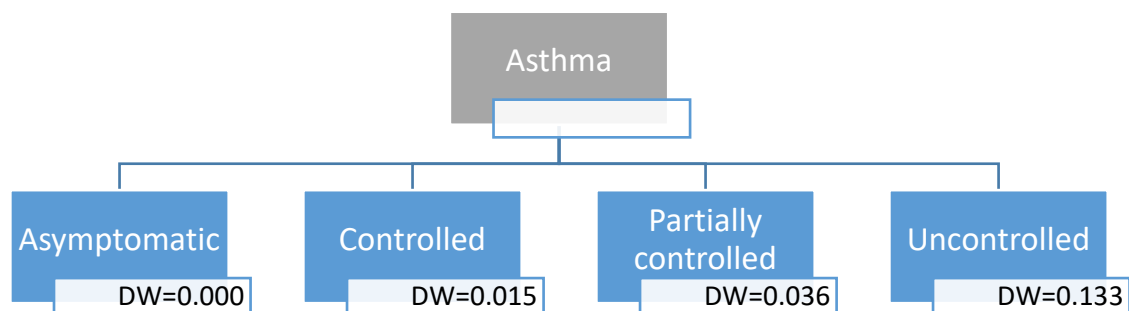 Asthma
Asymptomatic
DW=0.000
Controlled
DW=0.015
Partially
controlled
DW=0.036
Uncontrolled
DW=0.133